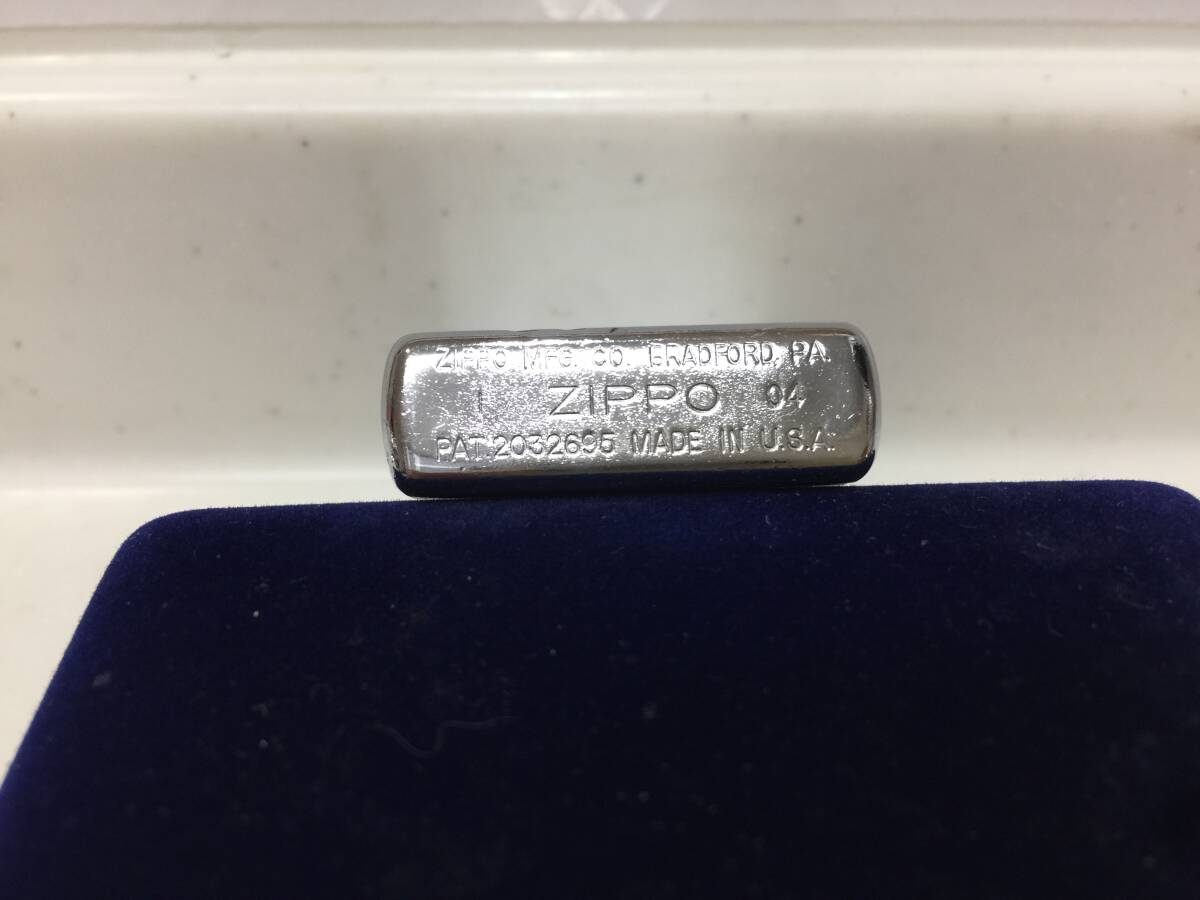 ZIPPO MFG. CO. BRADFORD, PA.
I ZIPPO 04
PAT.2032695 MADE IN U.S.A.